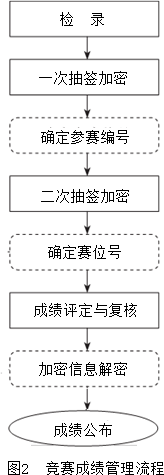 检 录
一次抽签加密
确定参赛编号
二次抽签加密
确定赛位号
成绩评定与复核
加密信息解密
成绩公布
图2 竞赛成绩管理流程